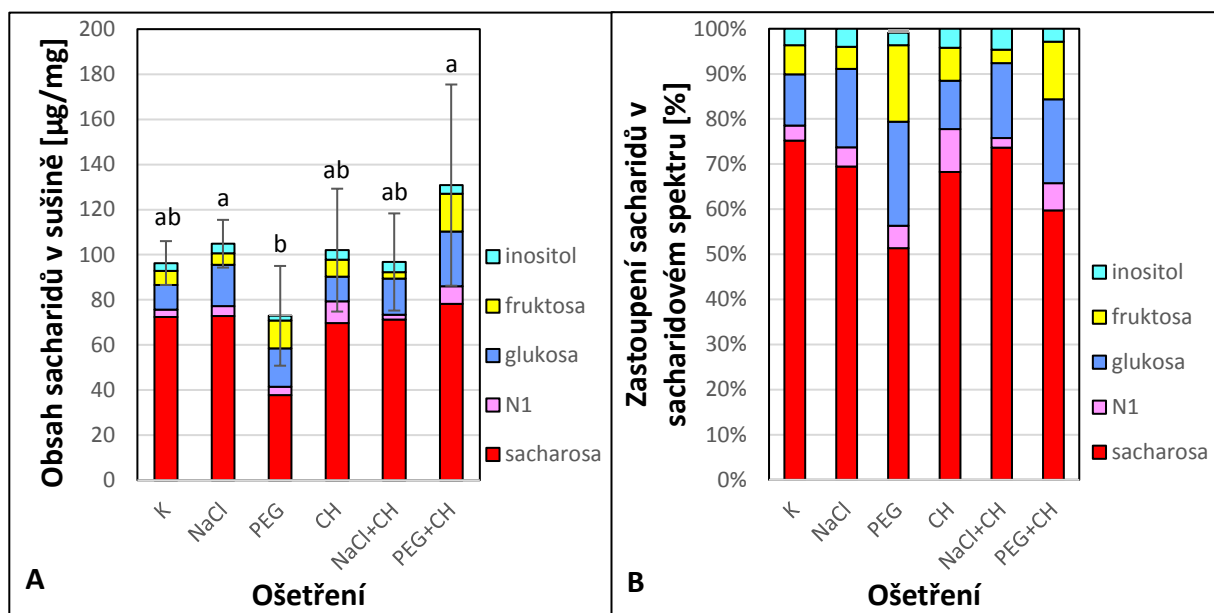 Obsah sacharidů v sušině [µg/mg]
200
180
160
140
120
100
80
60
40
20
0
ab
a
b
ab
ab
a
inositol
fruktosa
glukosa
N1
sacharosa
K
NaCl
PEG
CH
NaCl+CH
PEG+CH
A
Ošetření
Zastoupení sacharidů v
sacharidovém spektru [%]
100%
90%
80%
70%
60%
50%
40%
30%
20%
10%
0%
inositol
fruktosa
glukosa
N1
sacharosa
K
NaCl
PEG
CH
NaCl+CH
PEG+CH
B
Ošetření